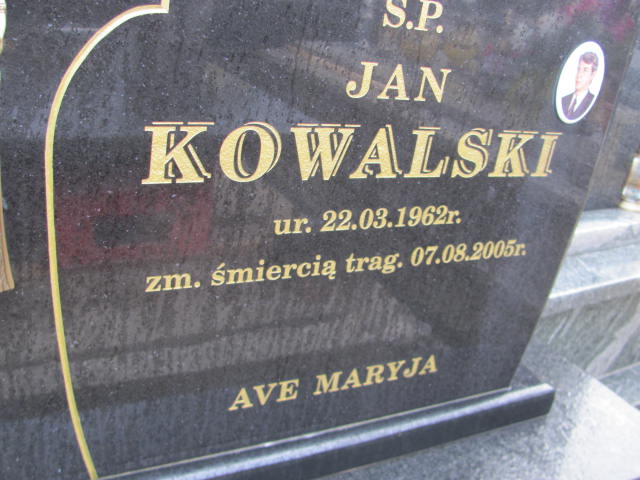 Ś.P.
JAN
KOWALSKI
ur. 22.03.1962r.
zm. śmiercią trag. 07.08.2005r.
AVE MARYJA